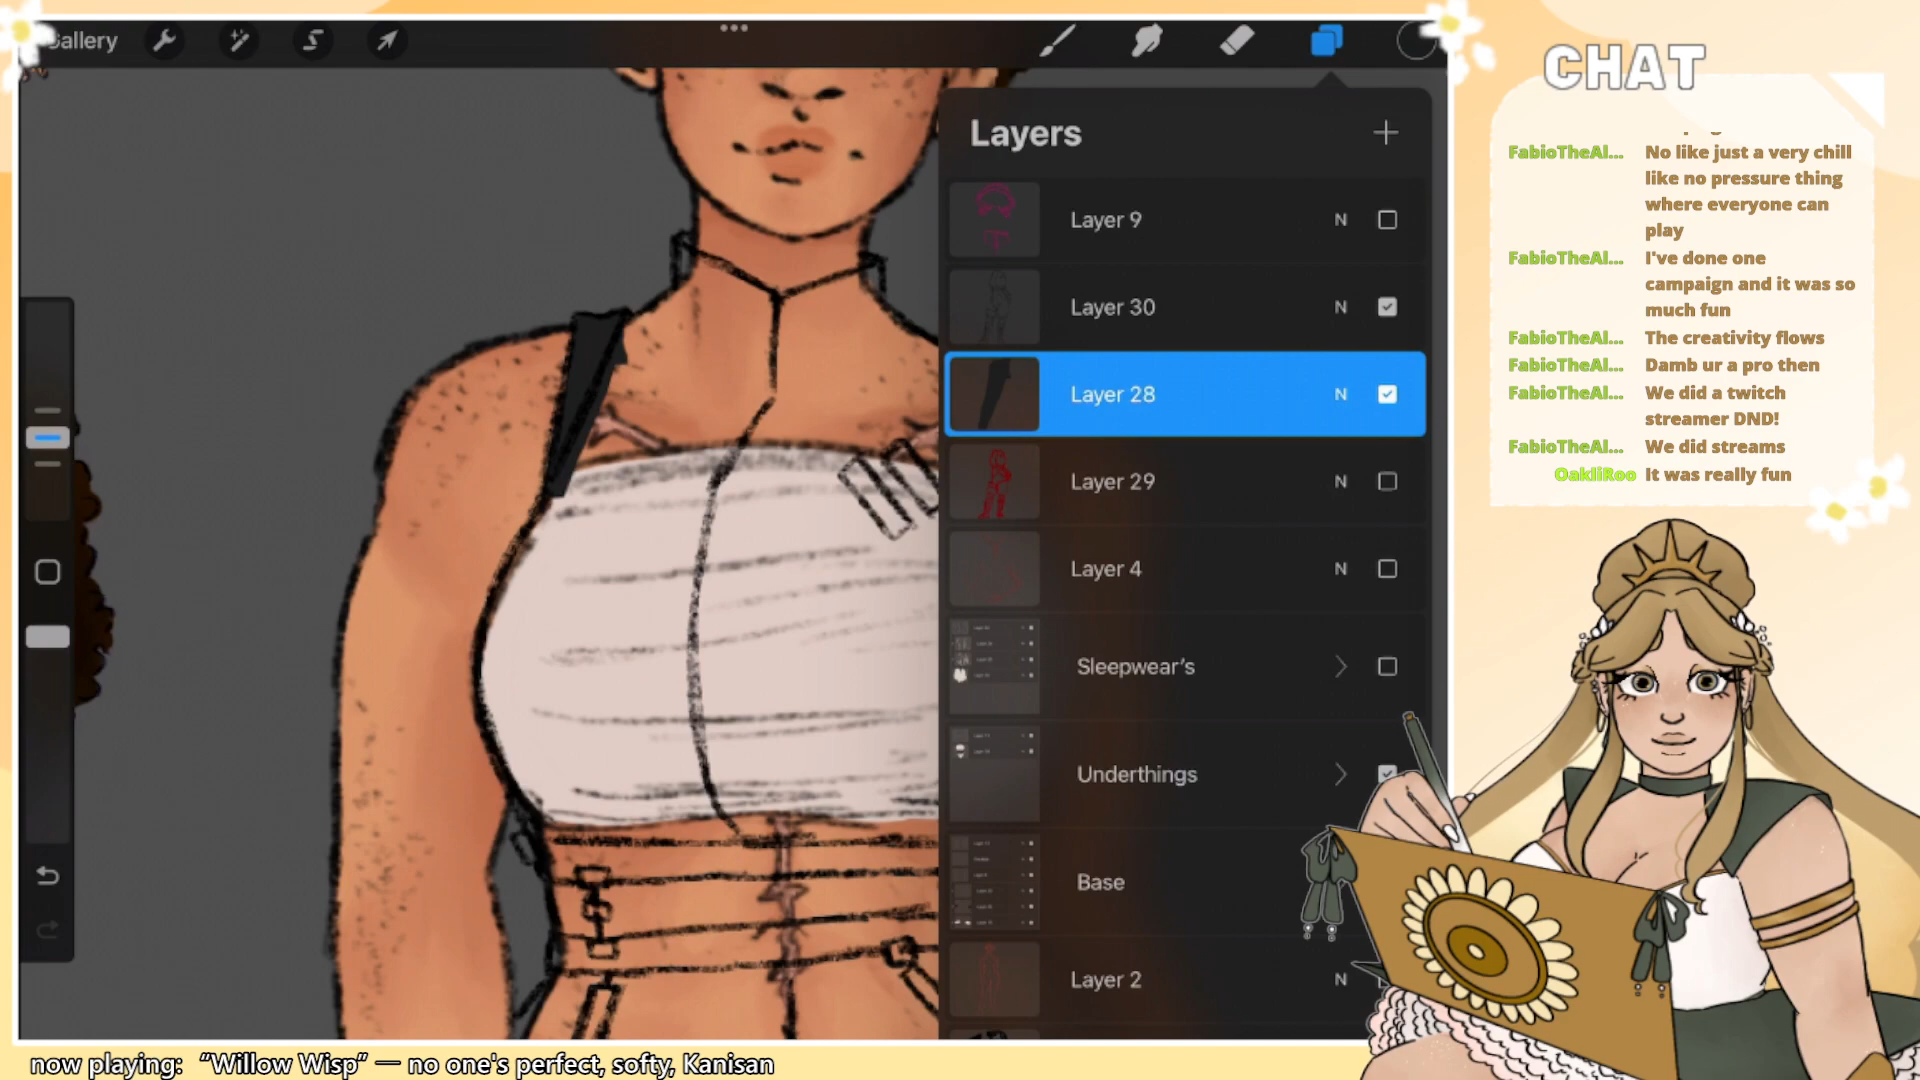 Gallery
Layers
Layer 9
N
Layer 30
N
Layer 28
N
Layer 29
N
Layer 4
N
Sleepwear's
Underthings
Base
Layer 2
N
CHAT
FabioTheAl... No like just a very chill
like no pressure thing
where everyone can
play
FabioTheAl... I've done one
campaign and it was so
much fun
FabioTheAl... The creativity flows
FabioTheAl... Damb ur a pro then
FabioTheAl... We did a twitch
streamer DND!
FabioTheAl... We did streams
OakliRoo It was really fun
now playing: "Willow Wisp" — no one's perfect, softy, Kanisan